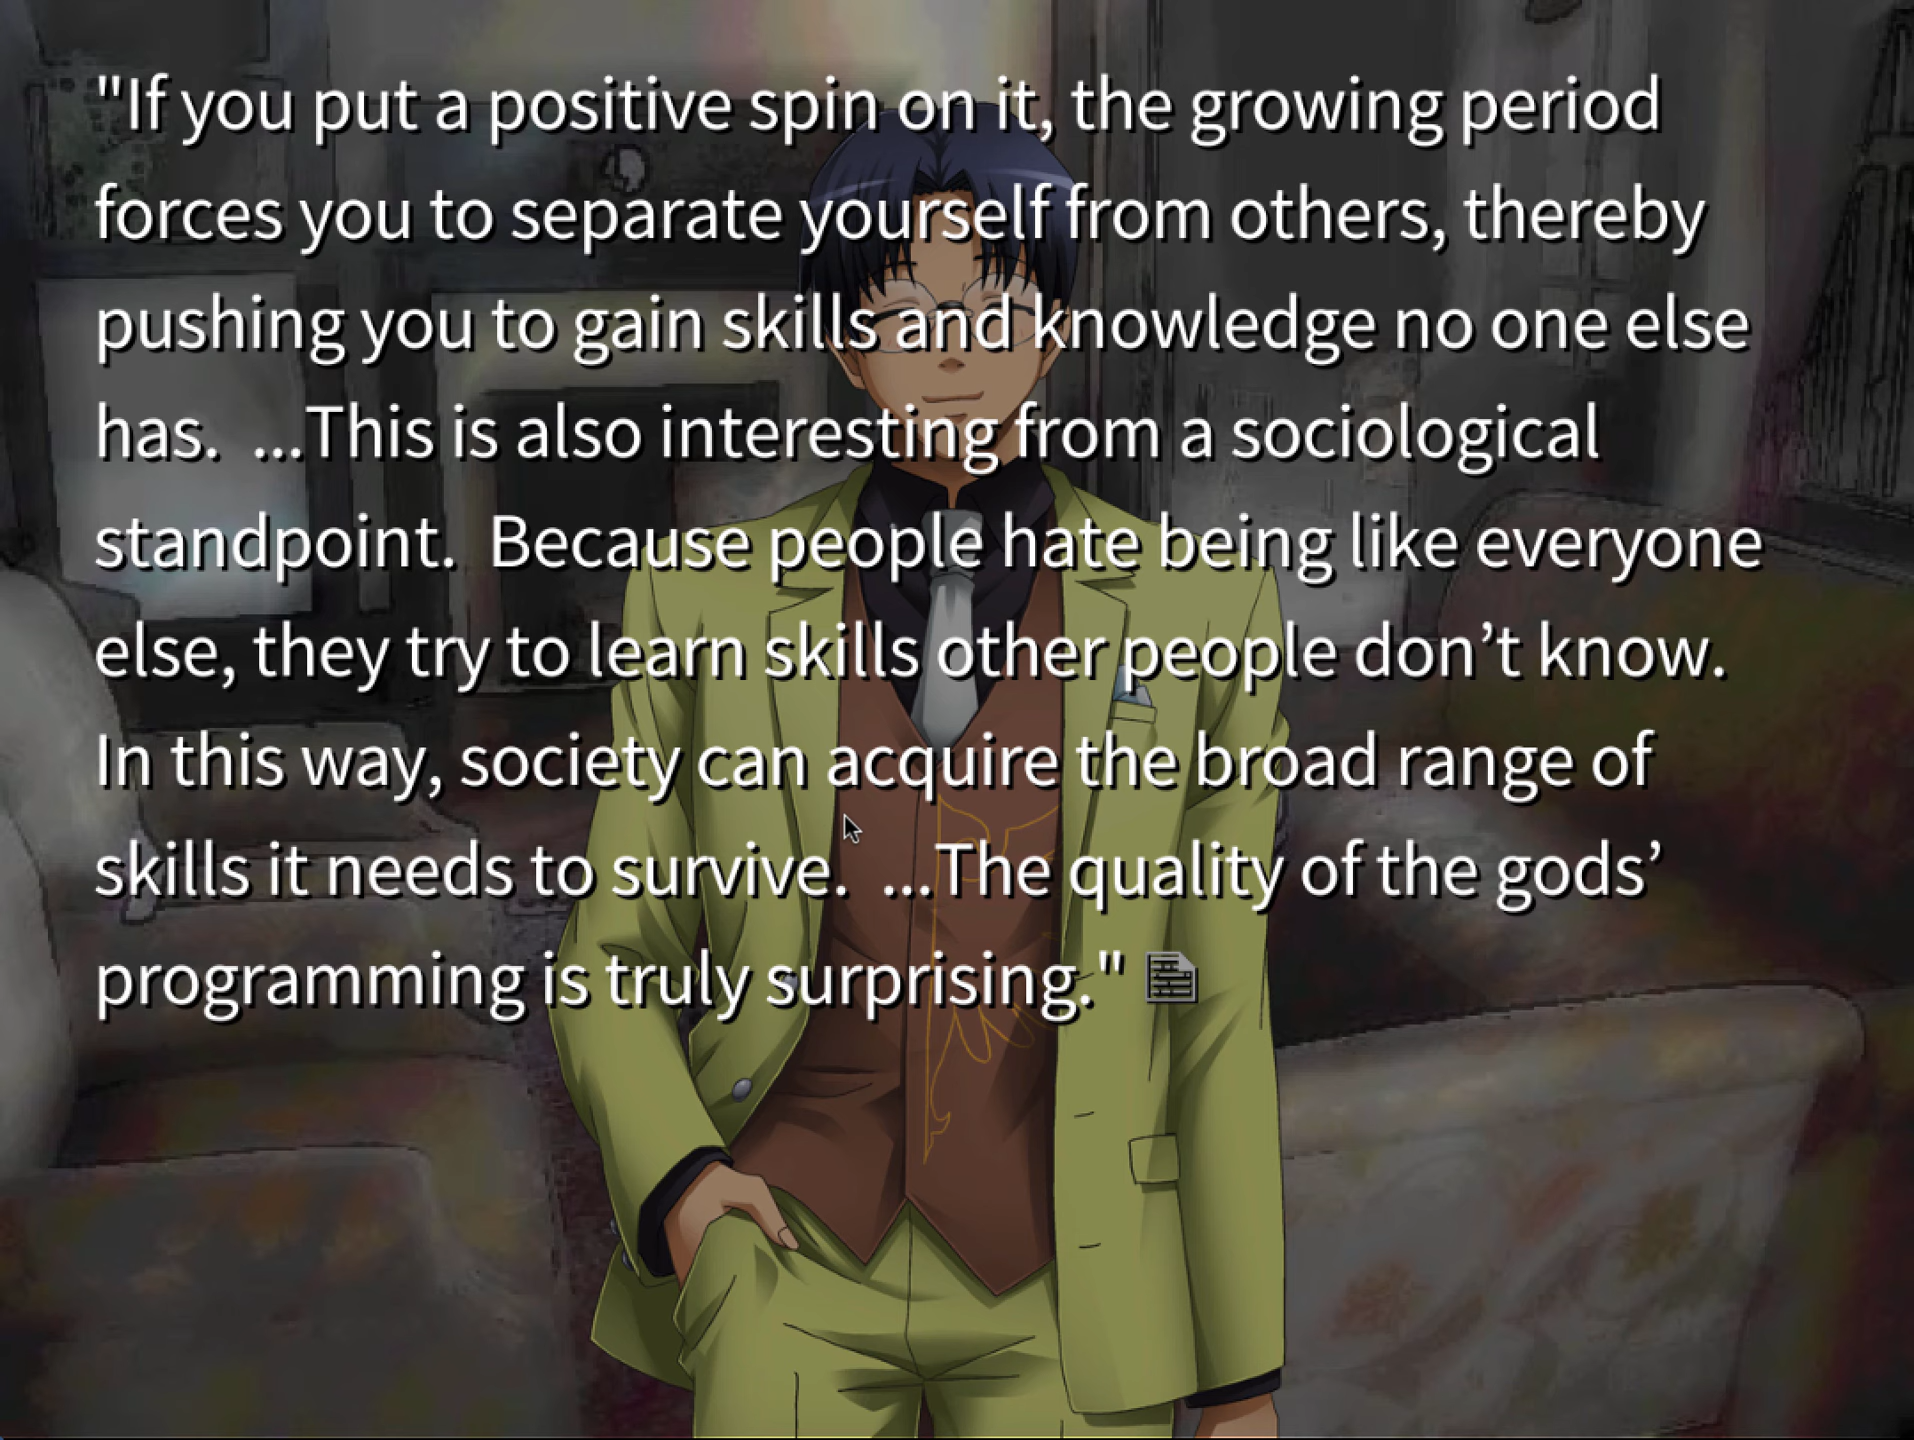 "If you put a positive spin on it, the growing period
forces you to separate yourself from others, thereby
pushing you to gain skills and knowledge no one else
has.  ...This is also interesting from a sociological
standpoint.  Because people hate being like everyone
else, they try to learn skills other people don’t know.
In this way, society can acquire the broad range of
skills it needs to survive.  ...The quality of the gods’
programming is truly surprising."